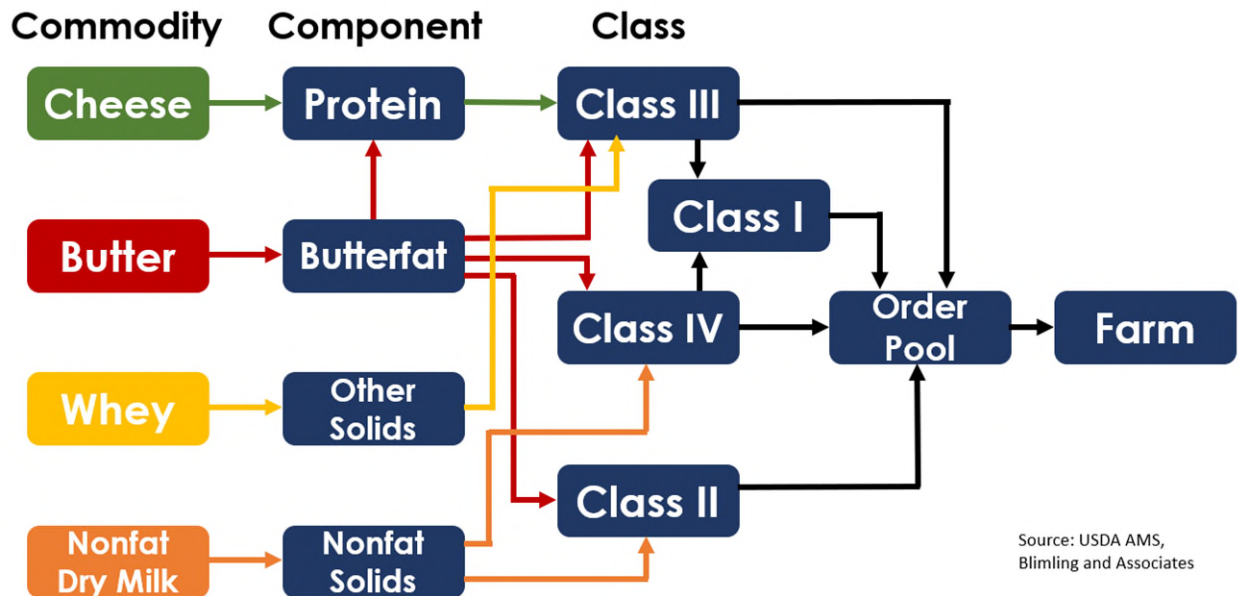 Commodity
Component
Class
Cheese
Protein
Class III
Class I
Butter
Butterfat
Class IV
Order
Pool
Farm
Whey
Other
Solids
Class II
Nonfat
Dry Milk
Nonfat
Solids
Source: USDA AMS,
Blimling and Associates